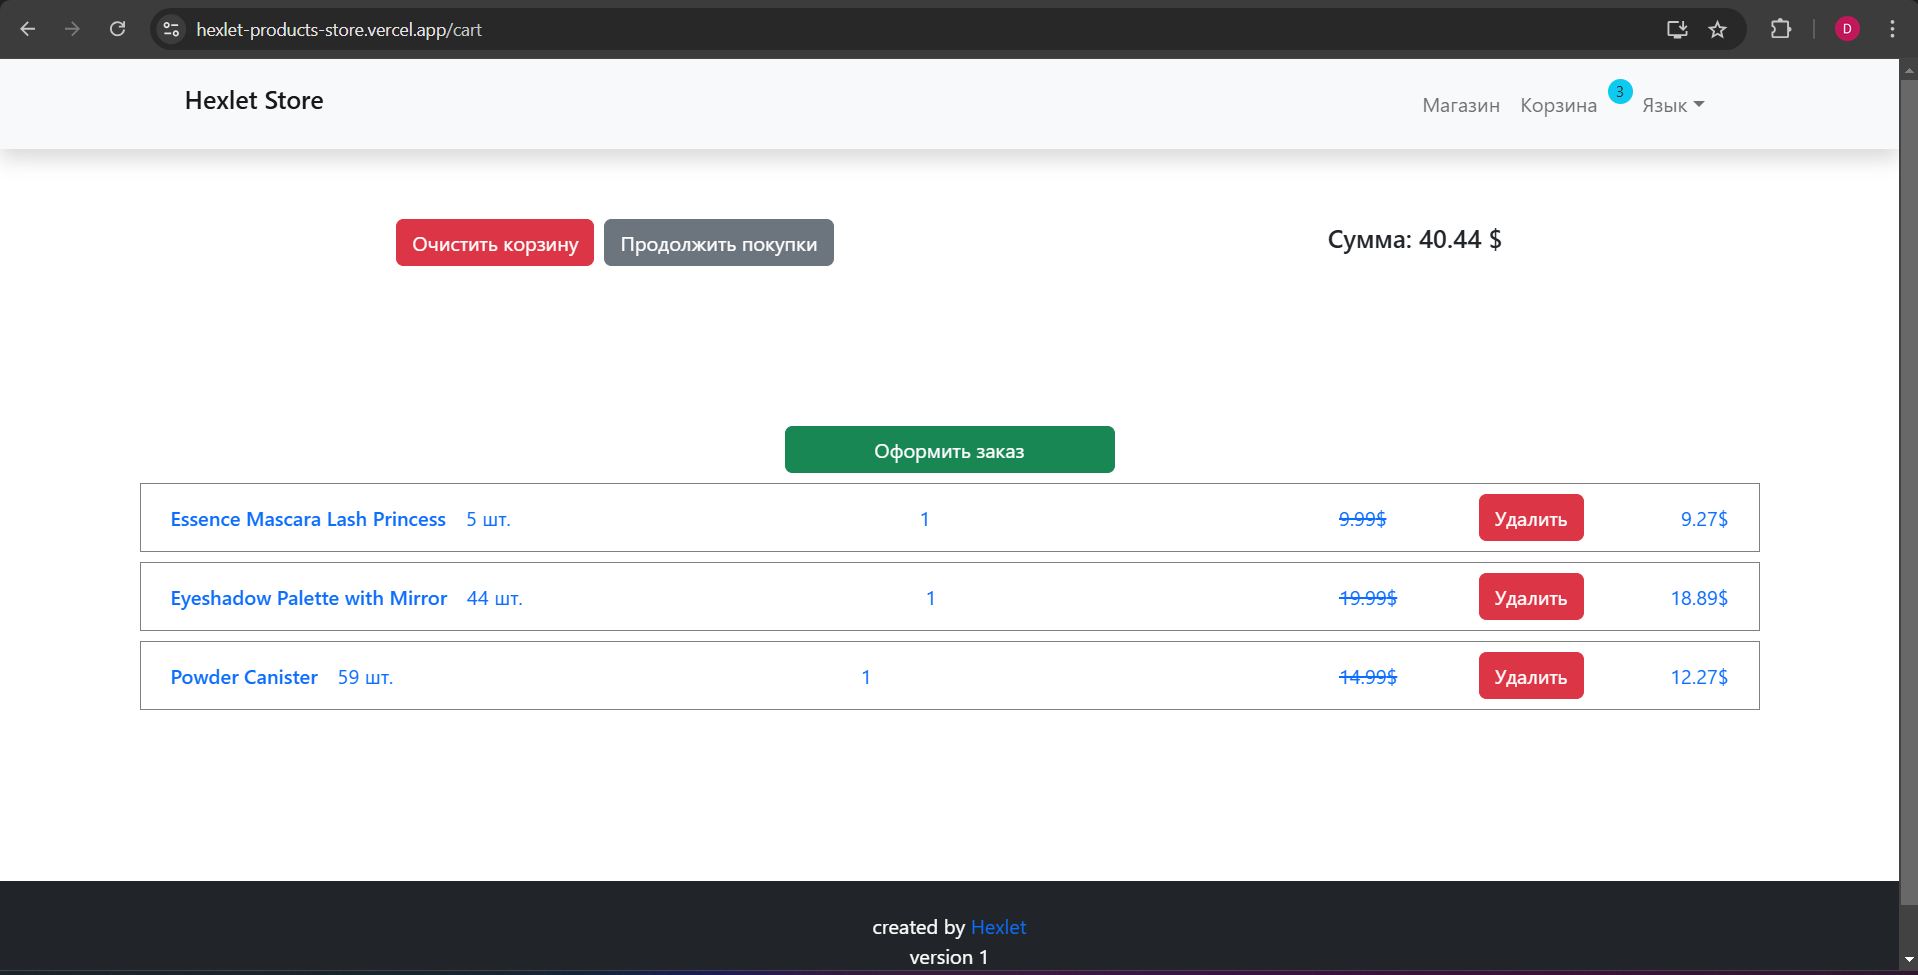 hexlet-products-store.vercel.app/cart
D
Hexlet Store
Магазин Корзина 3 Язык
Очистить корзину Продолжить покупки Сумма: 40.44 $
Оформить заказ
Essence Mascara Lash Princess 5 шт. 1 9.99$ Удалить 9.27$
Eyeshadow Palette with Mirror 44 шт. 1 19.99$ Удалить 18.89$
Powder Canister 59 шт. 1 14.99$ Удалить 12.27$
created by Hexlet
version 1